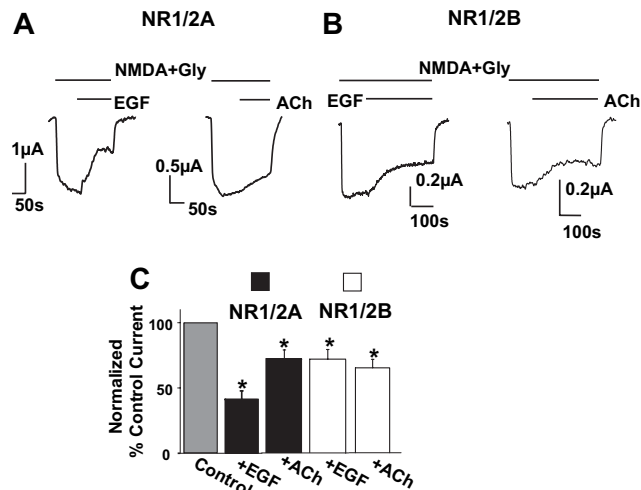 A NR1/2A
B NR1/2B
NMDA+Gly
NMDA+Gly
EGF
ACh
EGF
ACh
1µA
50s
0.5µA
50s
0.2µA
100s
0.2µA
100s
C
NR1/2A NR1/2B
Normalized
% Control Current
100
50
0
Control
+EGF
+ACh
+EGF
+ACh
* * * *